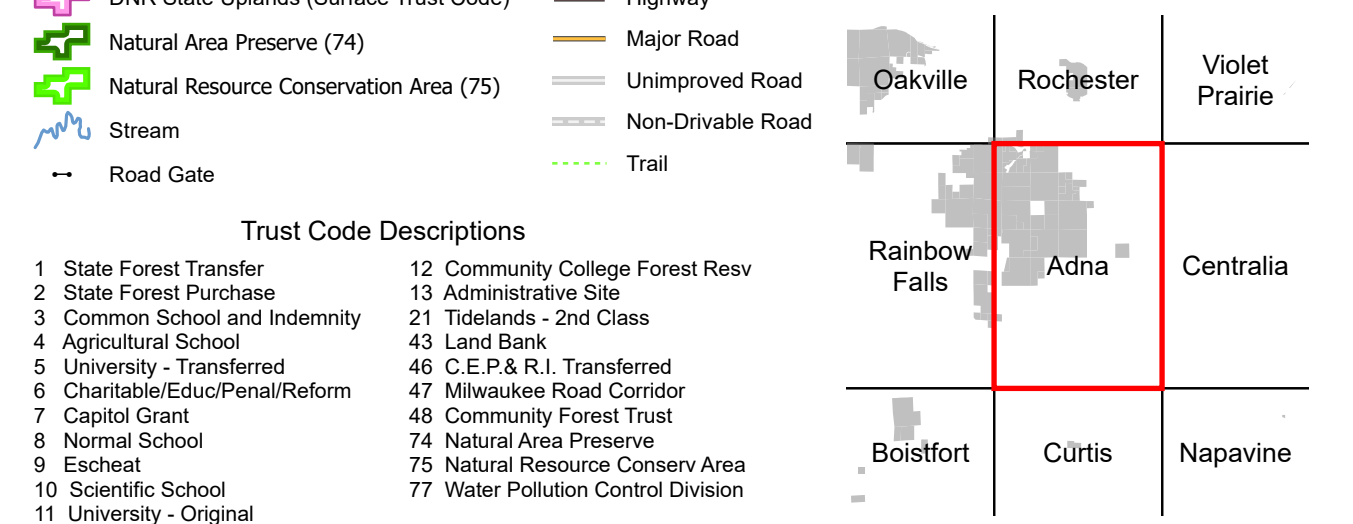 DNR State Uplands (Surface Trust Code)
Natural Area Preserve (74)
Natural Resource Conservation Area (75)
Stream
Road Gate
Highway
Major Road
Unimproved Road
Non-Drivable Road
Trail
Trust Code Descriptions
1 State Forest Transfer
2 State Forest Purchase
3 Common School and Indemnity
4 Agricultural School
5 University - Transferred
6 Charitable/Educ/Penal/Reform
7 Capitol Grant
8 Normal School
9 Escheat
10 Scientific School
11 University - Original
12 Community College Forest Resv
13 Administrative Site
21 Tidelands - 2nd Class
43 Land Bank
46 C.E.P.& R.I. Transferred
47 Milwaukee Road Corridor
48 Community Forest Trust
74 Natural Area Preserve
75 Natural Resource Conserv Area
77 Water Pollution Control Division
Oakville
Rochester
Violet
Prairie
Rainbow
Falls
Adna
Centralia
Boistfort
Curtis
Napavine